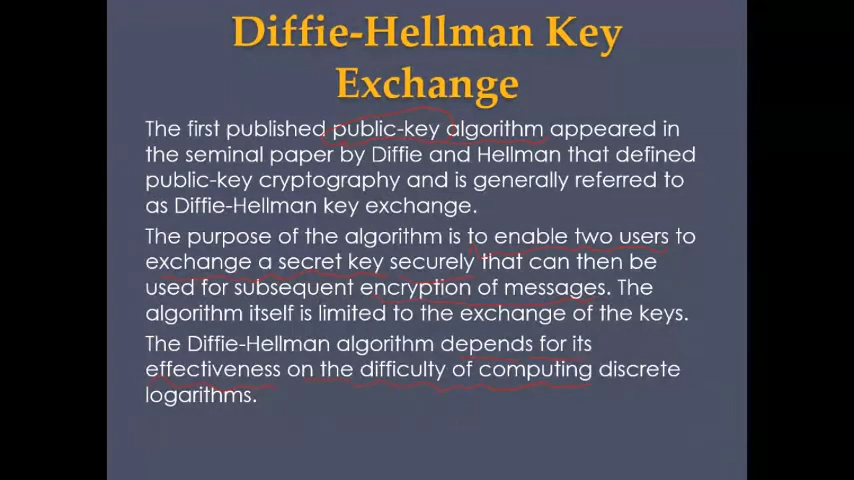 Diffie-Hellman Key
Exchange
The first published public-key algorithm appeared in
the seminal paper by Diffie and Hellman that defined
public-key cryptography and is generally referred to
as Diffie-Hellman key exchange.
The purpose of the algorithm is to enable two users to
exchange a secret key securely that can then be
used for subsequent encryption of messages. The
algorithm itself is limited to the exchange of the keys.
The Diffie-Hellman algorithm depends for its
effectiveness on the difficulty of computing discrete
logarithms.